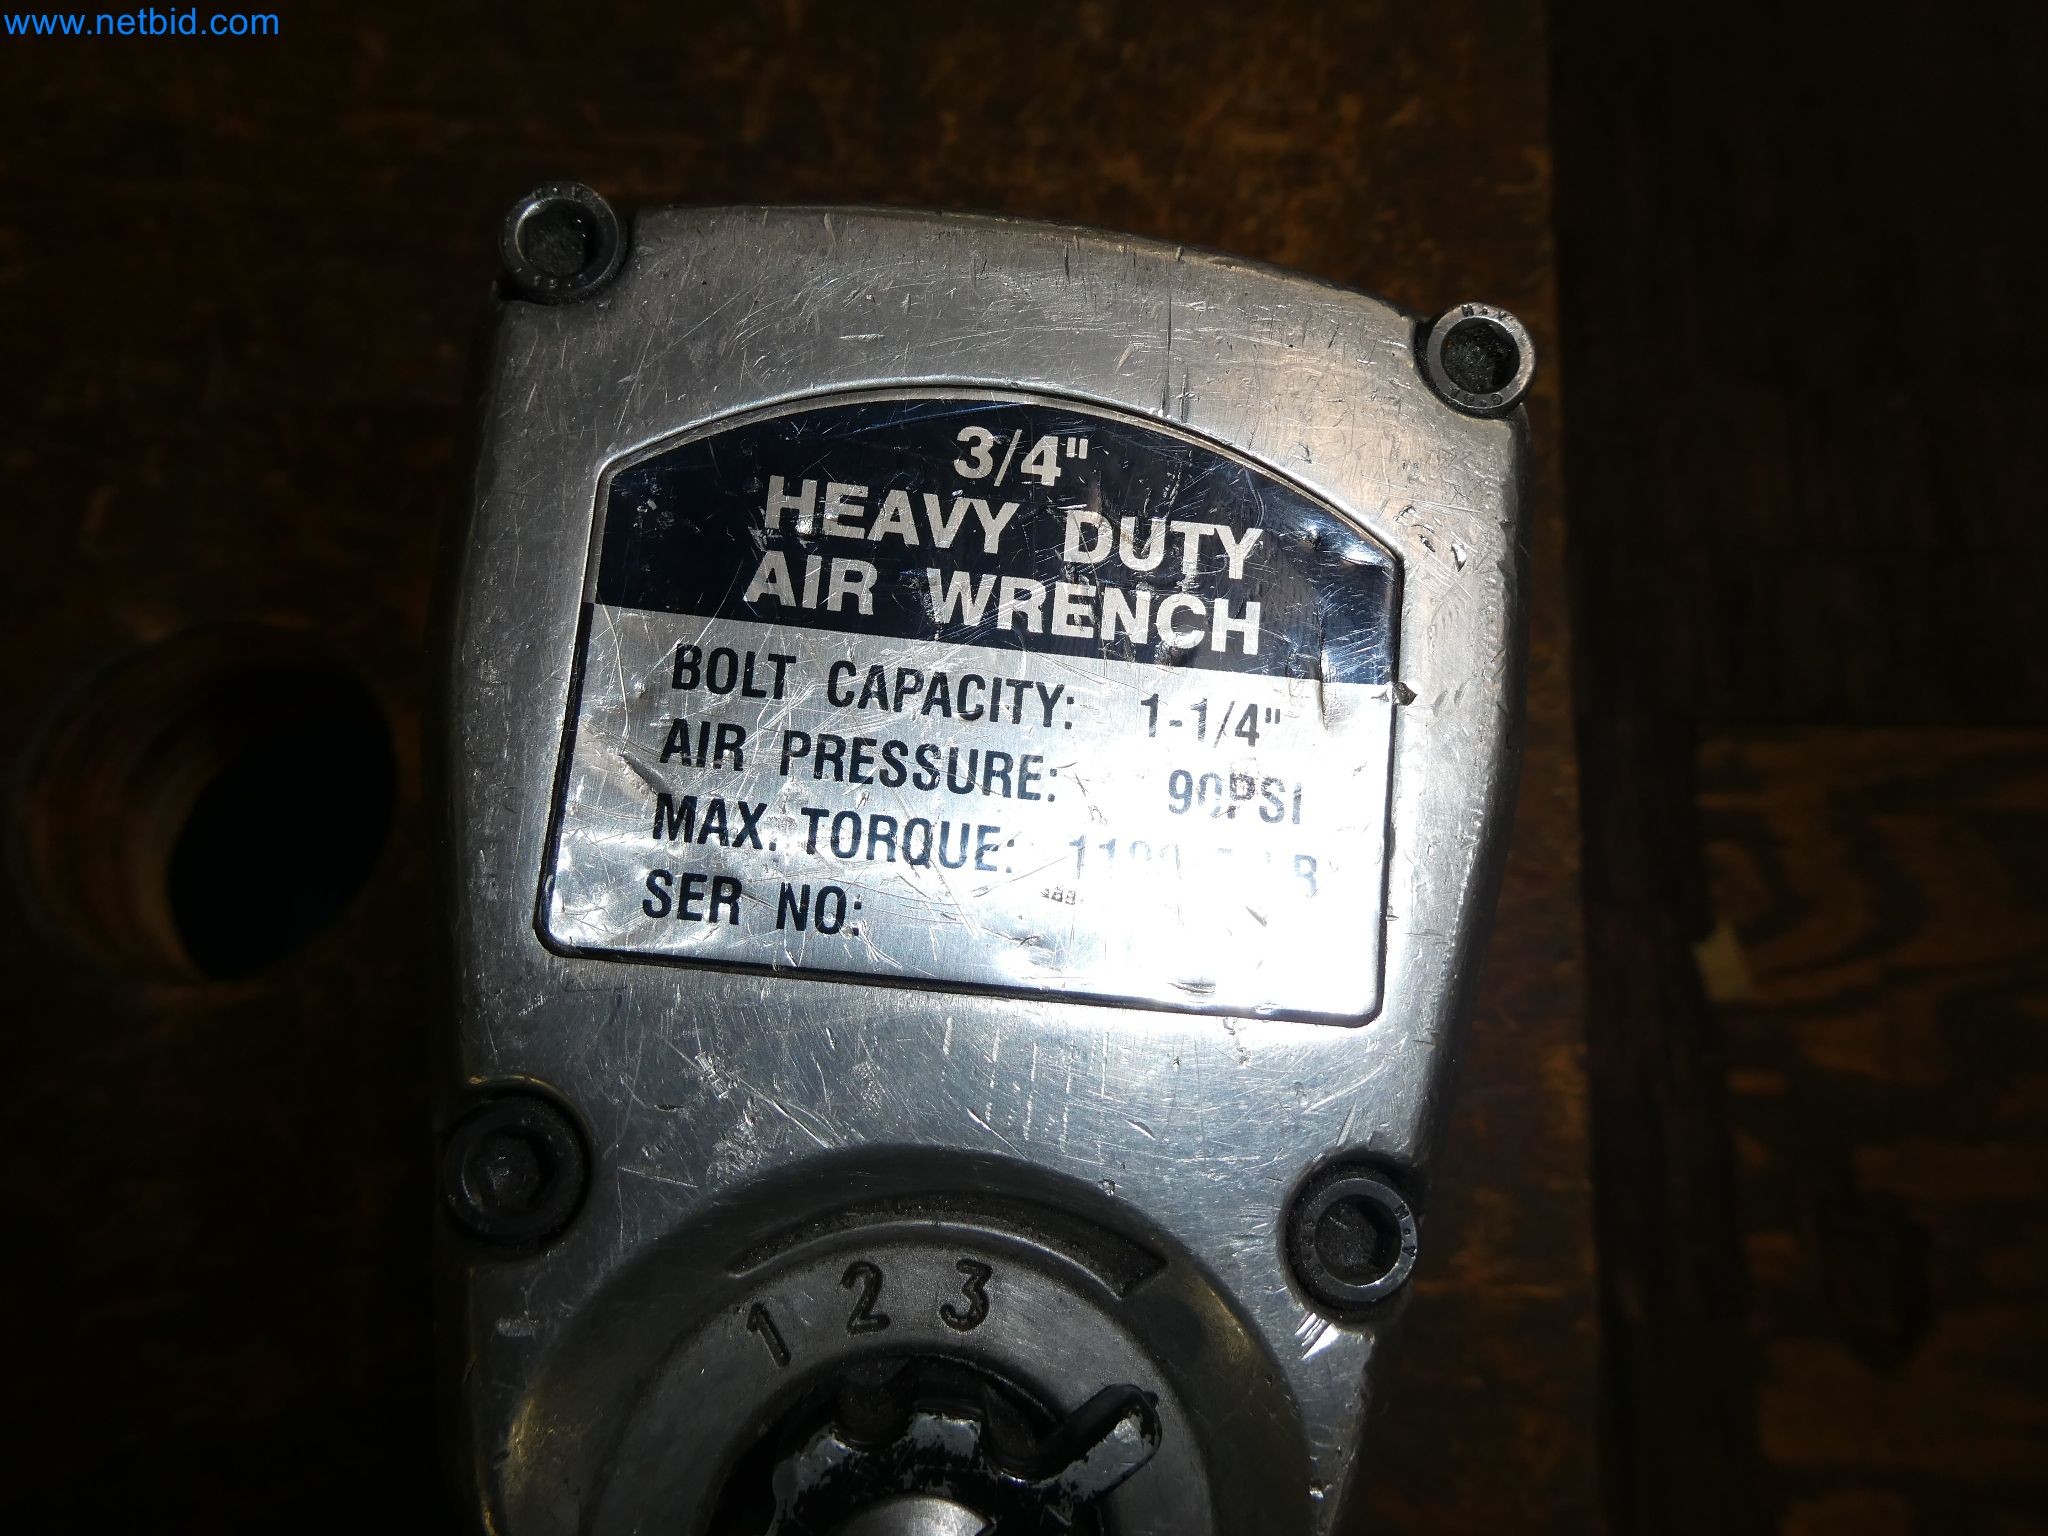 www.netbid.com
3/4"
HEAVY DUTY
AIR WRENCH
BOLT CAPACITY: 1-1/4"
AIR PRESSURE: 90PSI
MAX. TORQUE:
SER NO:
1 2 3